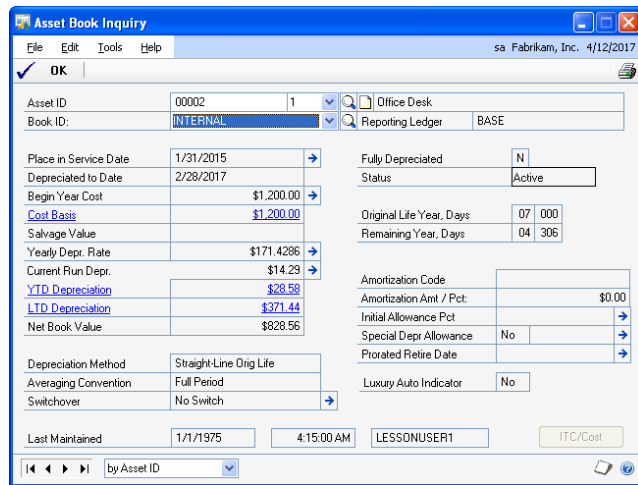 Asset Book Inquiry
File Edit Tools Help sa Fabrikam, Inc. 4/12/2017
OK
Asset ID 00002 1 Office Desk
Book ID: INTERNAL Reporting Ledger BASE
Place in Service Date 1/31/2015 Fully Depreciated N
Depreciated to Date 2/28/2017 Status Active
Begin Year Cost $1,200.00
Cost Basis $1,200.00 Original Life Year, Days 07 000
Salvage Value Remaining Year, Days 04 306
Yearly Depr. Rate $171.4286
Current Run Depr. $14.29 Amortization Code
YTD Depreciation $28.58 Amortization Amt / Pct: $0.00
LTD Depreciation $371.44 Initial Allowance Pct
Net Book Value $828.56 Special Depr Allowance No
Prorated Retire Date
Depreciation Method Straight-Line Orig Life
Averaging Convention Full Period Luxury Auto Indicator No
Switchover No Switch
Last Maintained 1/1/1975 4:15:00 AM LESSONUSER1 ITC/Cost
by Asset ID